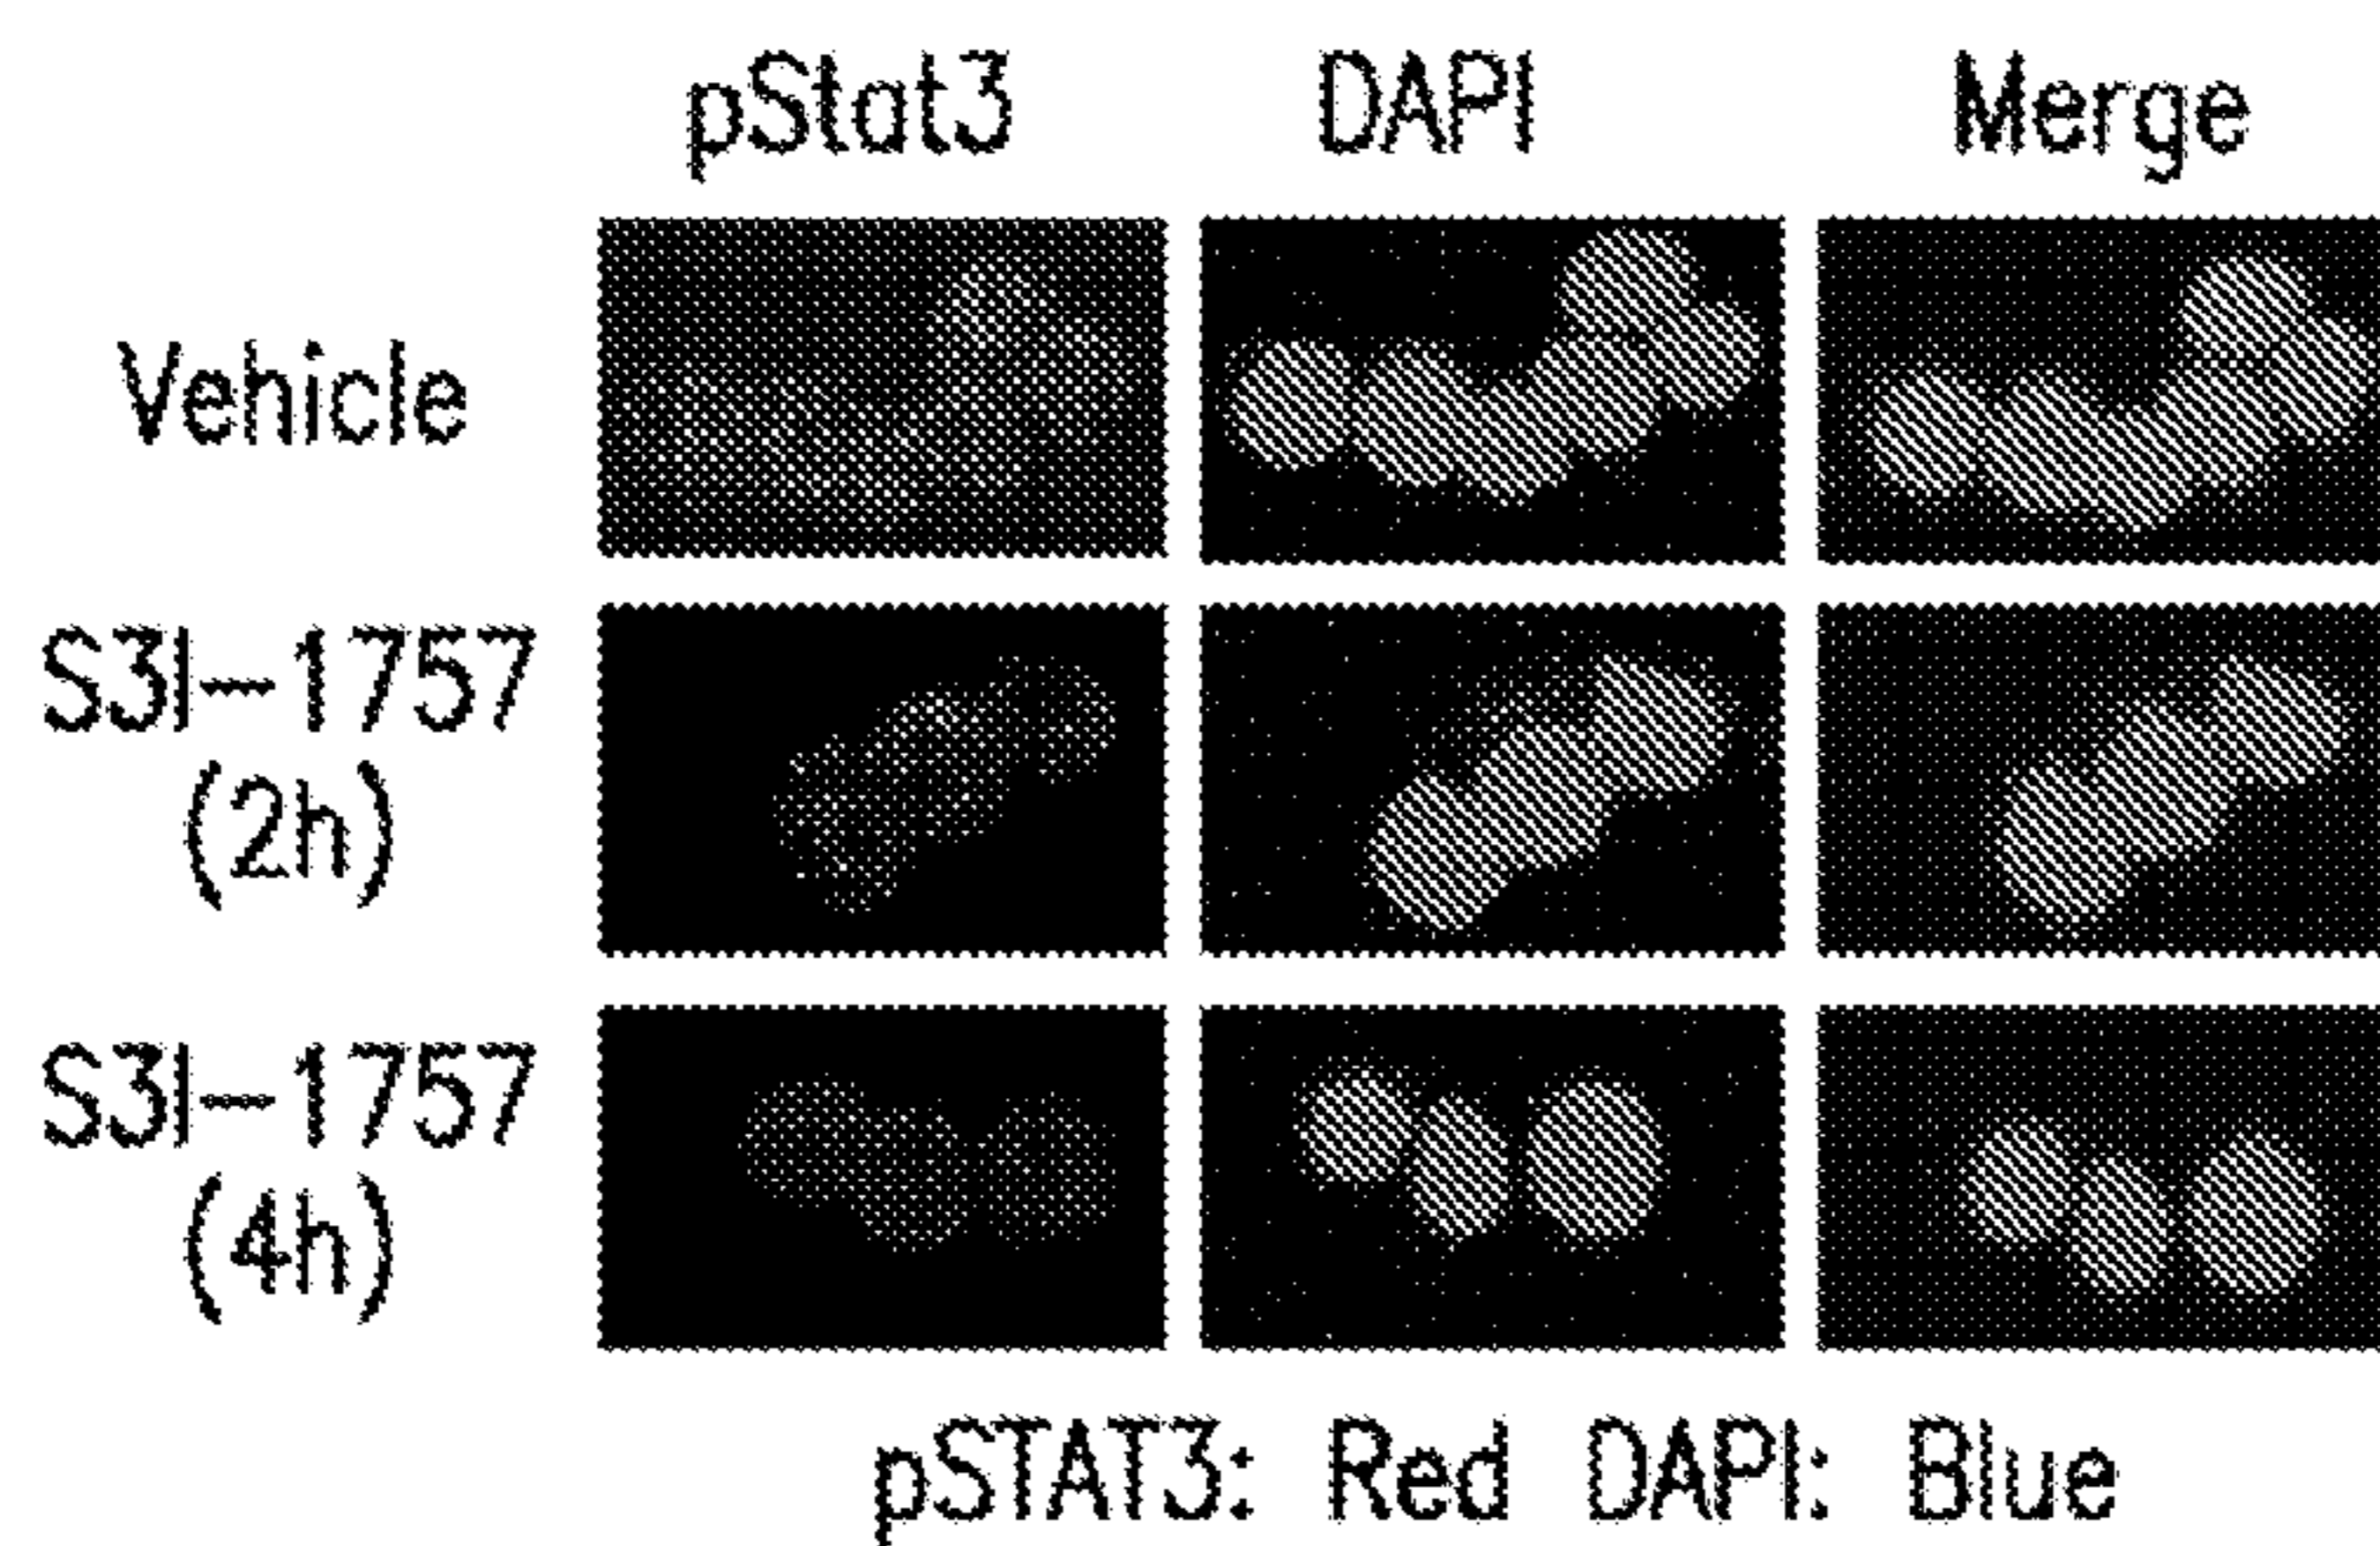 pStat3 DAPI Merge
Vehicle
S3I-1757
(2h)
S3I-1757
(4h)
pSTAT3: Red DAPI: Blue